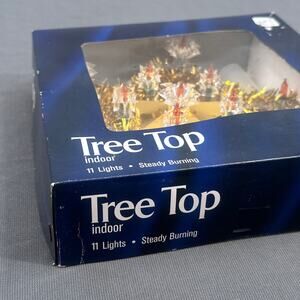 Tree Top
indoor
11 Lights • Steady Burning
Tree Top
indoor
11 Lights • Steady Burning